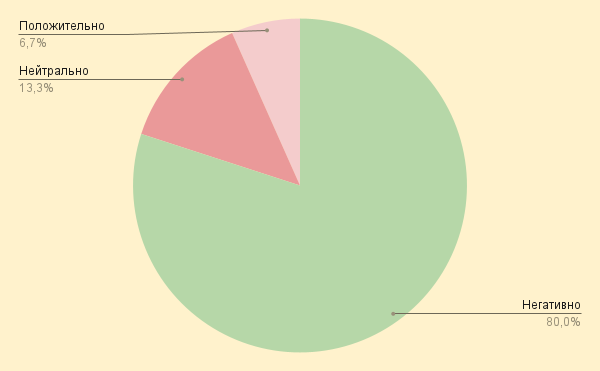 Положительно
6,7%
Нейтрально
13,3%
Негативно
80,0%